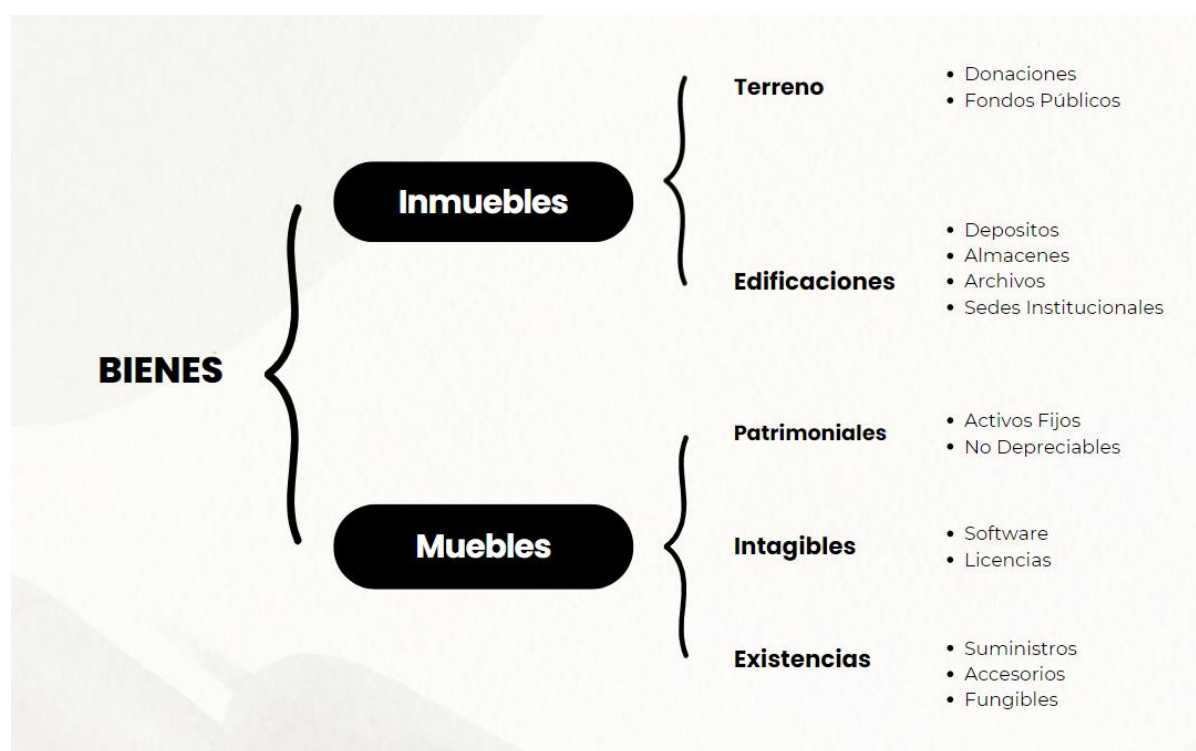 BIENES
Inmuebles
Terreno
• Donaciones
• Fondos Públicos
Edificaciones
• Depositos
• Almacenes
• Archivos
• Sedes Institucionales
Muebles
Patrimoniales
• Activos Fijos
• No Depreciables
Intagibles
• Software
• Licencias
Existencias
• Suministros
• Accesorios
• Fungibles